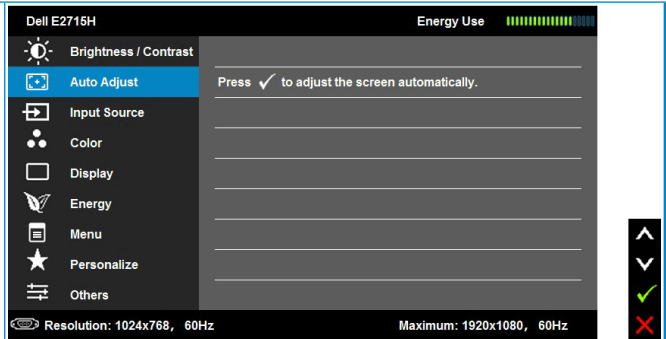 Dell E2715H Energy Use
Brightness / Contrast
Auto Adjust Press ✓ to adjust the screen automatically.
Input Source
Color
Display
Energy
Menu
Personalize
Others
Resolution: 1024x768, 60Hz Maximum: 1920x1080, 60Hz